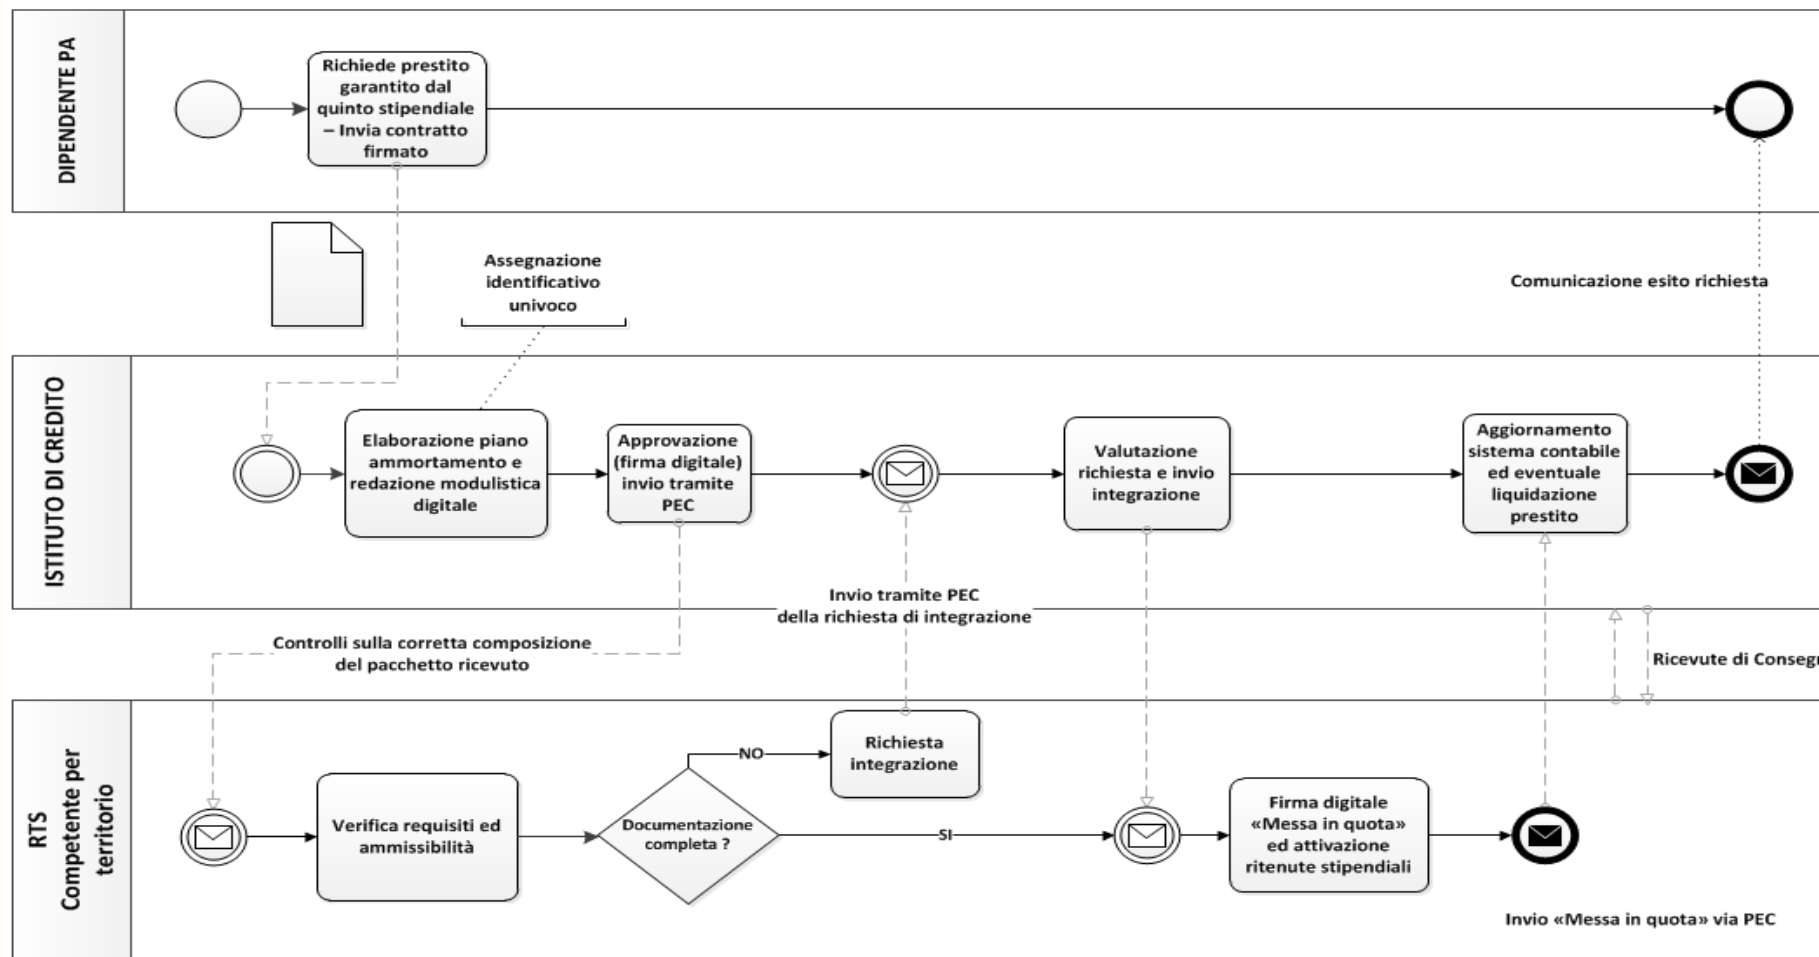 DIPENDENTE PA
Richiede prestito
garantito dal
quinto stipendiale
– Invia contratto
firmato
Assegnazione
identificativo
univoco
Comunicazione esito richiesta
ISTITUTO DI CREDITO
Elaborazione piano
ammortamento e
redazione modulistica
digitale
Approvazione
(firma digitale)
invio tramite
PEC
Valutazione
richiesta e invio
integrazione
Aggiornamento
sistema contabile
ed eventuale
liquidazione
prestito
Invio tramite PEC
della richiesta di integrazione
Controlli sulla corretta composizione
del pacchetto ricevuto
Ricevute di Consegn
RTS
Competente per
territorio
Verifica requisiti ed
ammissibilità
Documentazione
completa ?
NO
Richiesta
integrazione
SI
Firma digitale
«Messa in quota»
ed attivazione
ritenute stipendiali
Invio «Messa in quota» via PEC